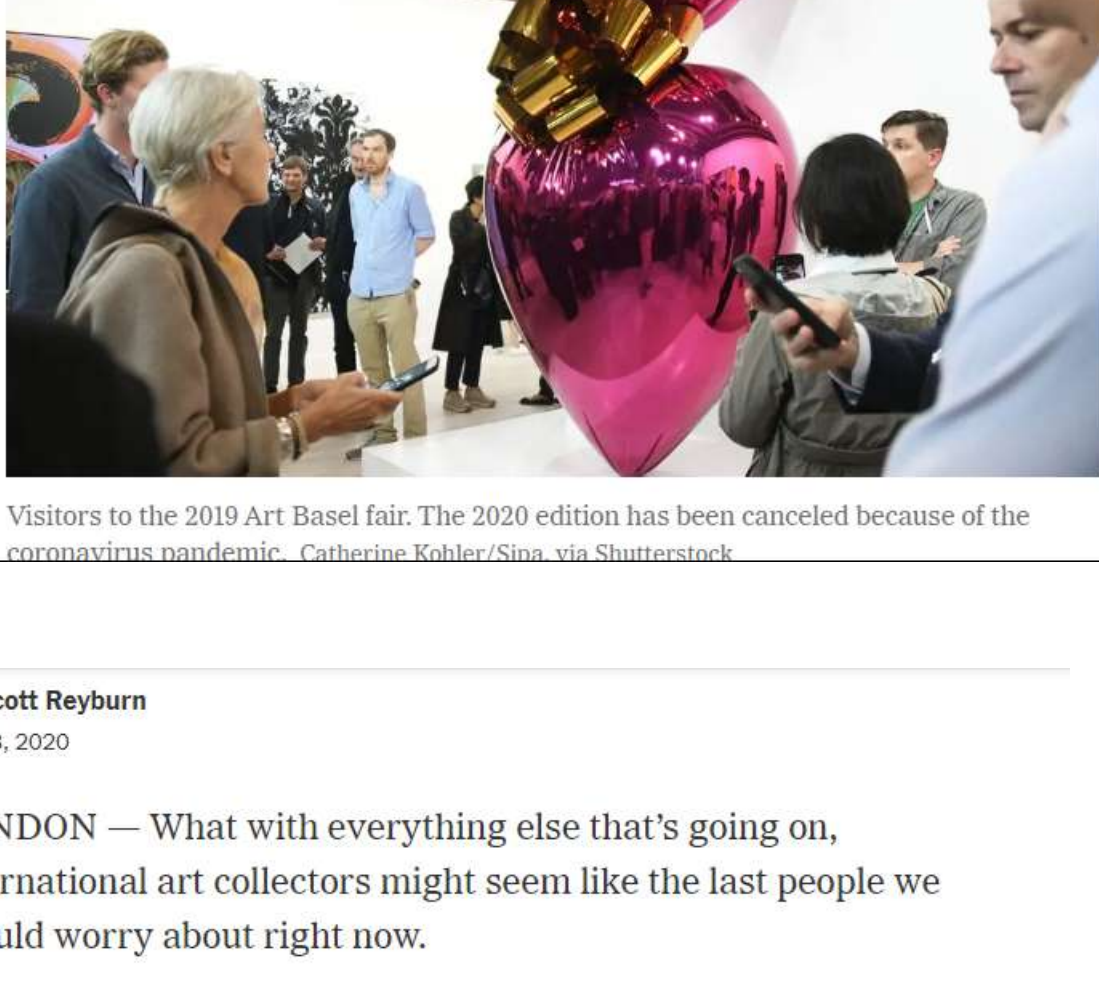 Visitors to the 2019 Art Basel fair. The 2020 edition has been canceled because of the
coronavirus pandemic. Catherine Kohler/Sipa, via Shutterstock
cott Reyburn
, 2020
NDON — What with everything else that's going on,
rnational art collectors might seem like the last people we
uld worry about right now.